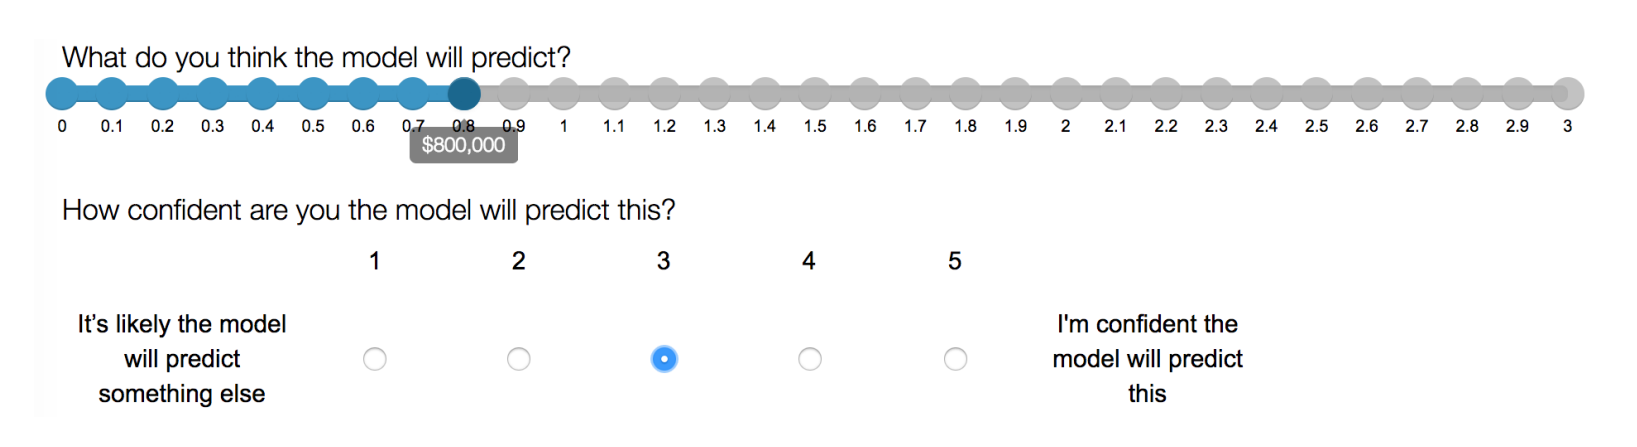 What do you think the model will predict?
0 0.1 0.2 0.3 0.4 0.5 0.6 0.7 0.8 0.9 1 1.1 1.2 1.3 1.4 1.5 1.6 1.7 1.8 1.9 2 2.1 2.2 2.3 2.4 2.5 2.6 2.7 2.8 2.9 3
$800,000
How confident are you the model will predict this?
1 2 3 4 5
It's likely the model
will predict
something else
I'm confident the
model will predict
this